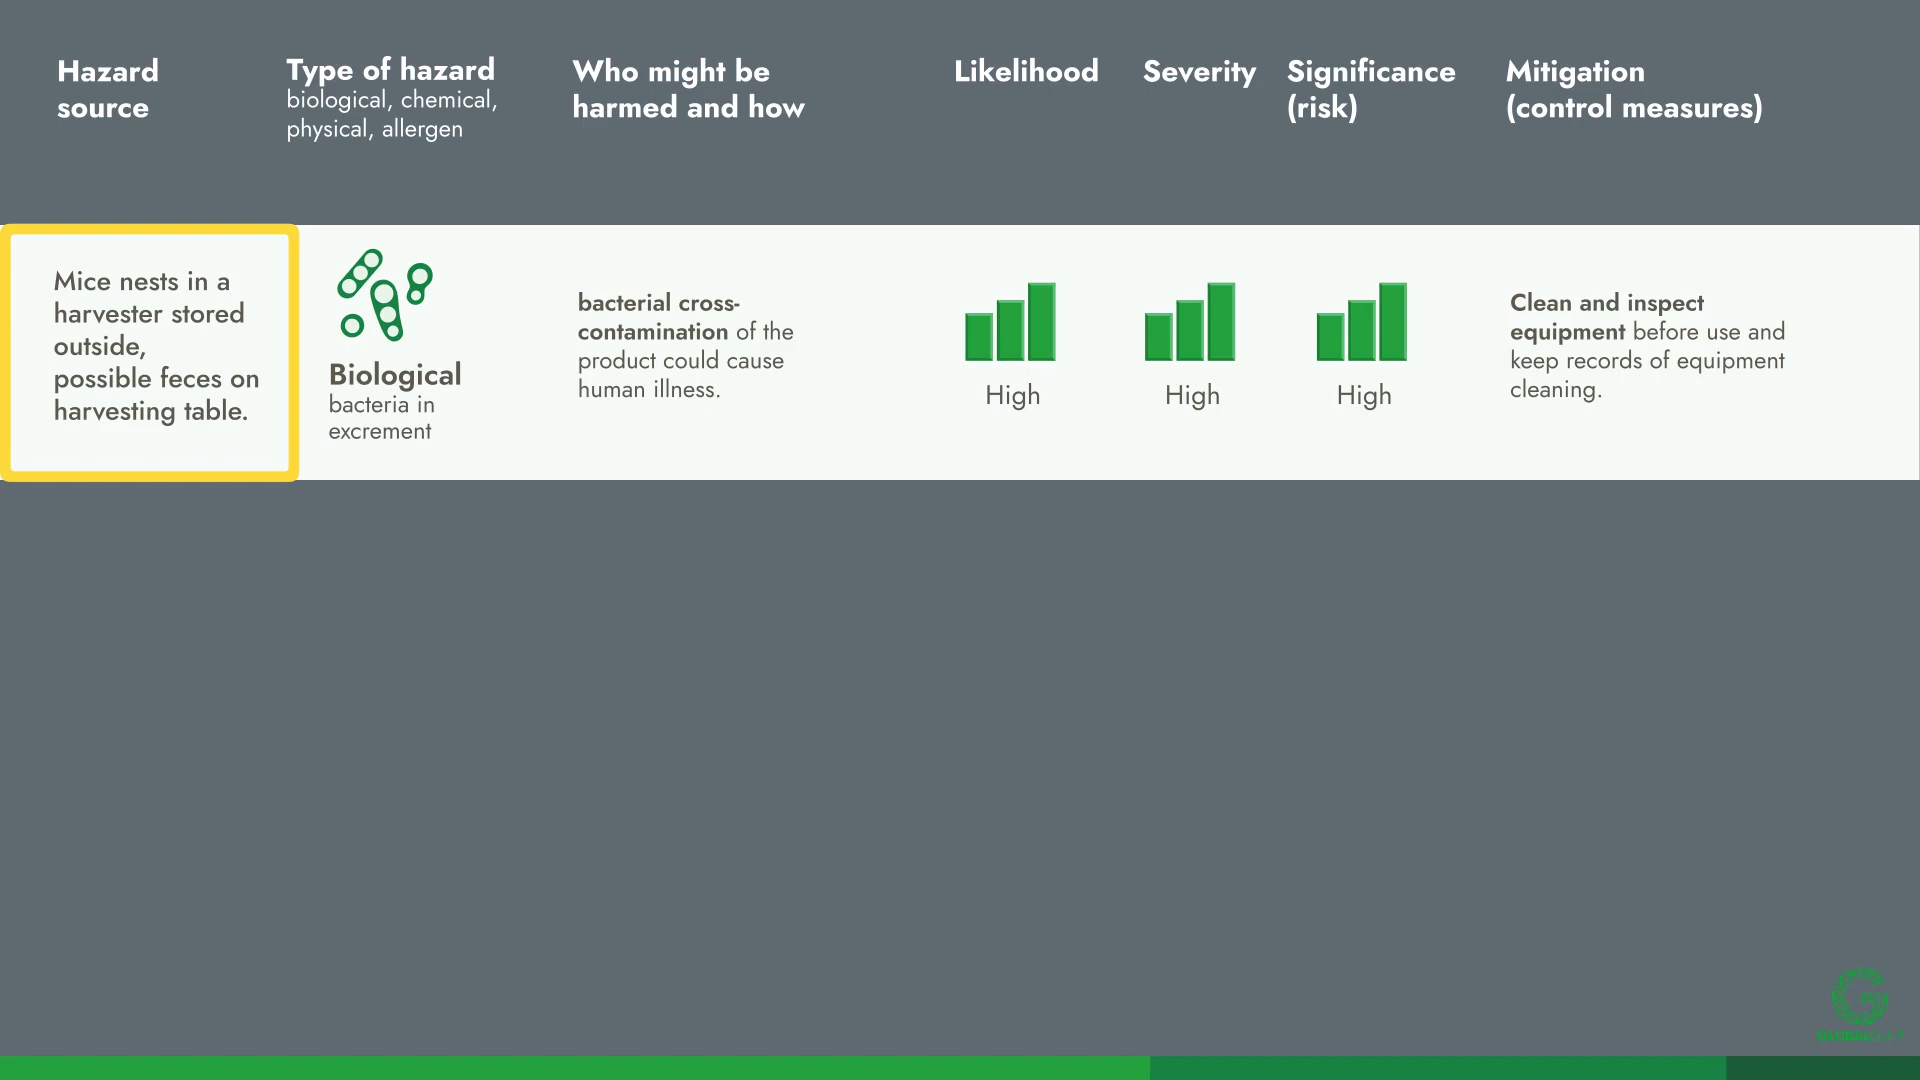 Hazard
source
Type of hazard
biological, chemical,
physical, allergen
Who might be
harmed and how
Likelihood
Severity
Significance
(risk)
Mitigation
(control measures)
Mice nests in a
harvester stored
outside,
possible feces on
harvesting table.
Biological
bacteria in
excrement
bacterial cross-
contamination of the
product could cause
human illness.
High
High
High
Clean and inspect
equipment before use and
keep records of equipment
cleaning.